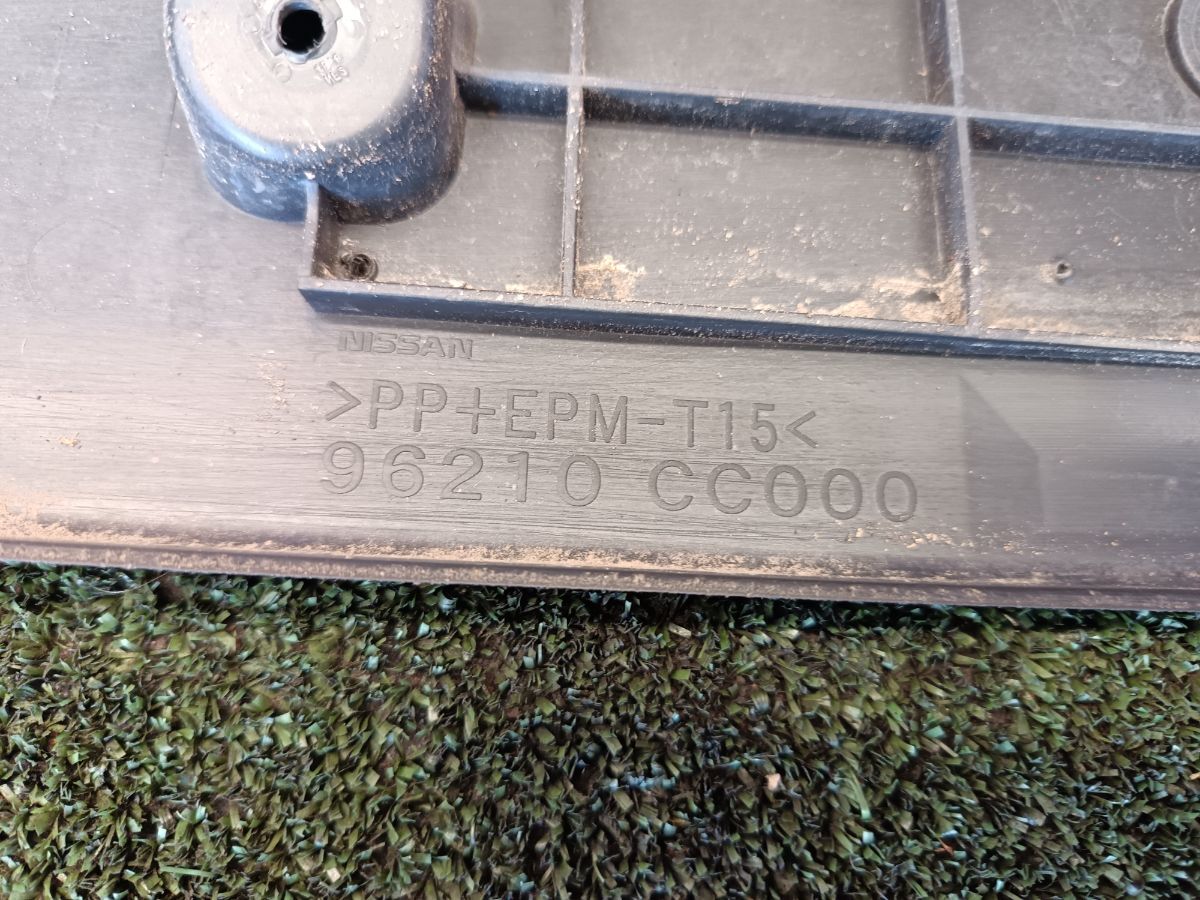 NISSAN
>PP+EPM-T15<
96210 CC000